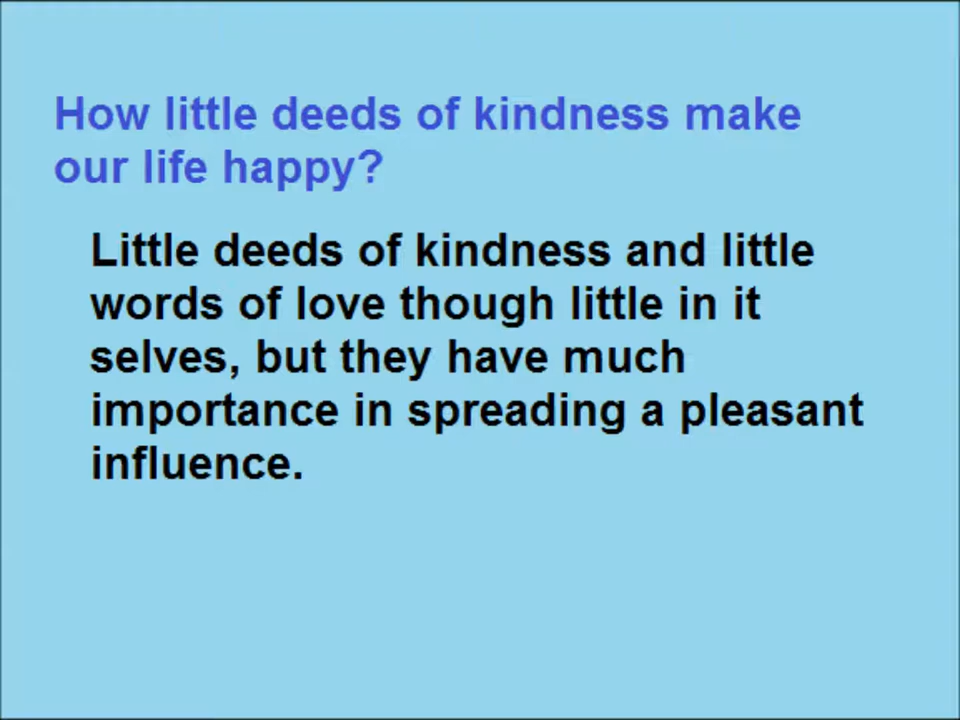 How little deeds of kindness make
our life happy?
Little deeds of kindness and little
words of love though little in it
selves, but they have much
importance in spreading a pleasant
influence.